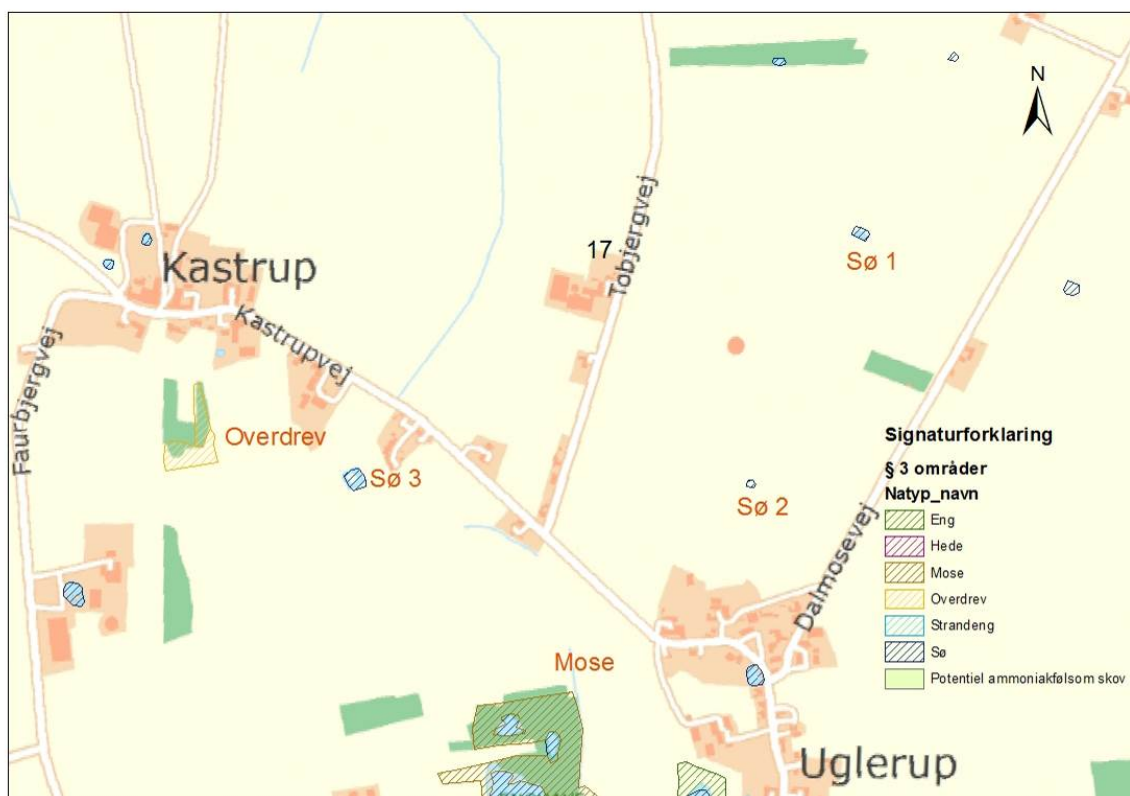 N
17
Sø 1
Kastrup
Tobjergvej
Kastrupvej
Faurbjergvej
Overdrev
Sø 3
Sø 2
Dalmosevej
Mose
Uglerup
Signaturforklaring
§ 3 områder
Natyp_navn
Eng
Hede
Mose
Overdrev
Strandeng
Sø
Potentiel ammoniakfølsom skov